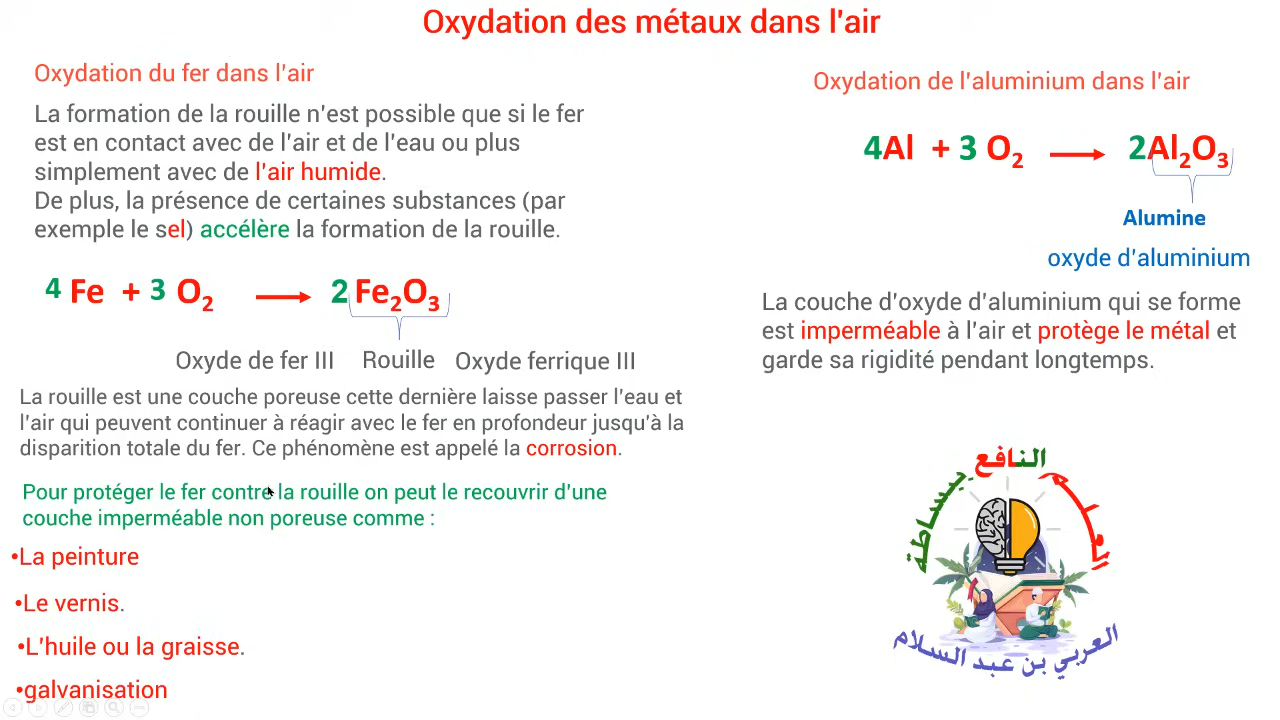 Oxydation des métaux dans l'air
Oxydation du fer dans l'air
La formation de la rouille n'est possible que si le fer
est en contact avec de l'air et de l'eau ou plus
simplement avec de l'air humide.
De plus, la présence de certaines substances (par
exemple le sel) accélère la formation de la rouille.
4 Fe + 3 O₂ → 2 Fe₂O₃
Oxyde de fer III Rouille Oxyde ferrique III
La rouille est une couche poreuse cette dernière laisse passer l'eau et
l'air qui peuvent continuer à réagir avec le fer en profondeur jusqu'à la
disparition totale du fer. Ce phénomène est appelé la corrosion.
Pour protéger le fer contre la rouille on peut le recouvrir d'une
couche imperméable non poreuse comme :
•La peinture
•Le vernis.
•L'huile ou la graisse.
•galvanisation
Oxydation de l'aluminium dans l'air
4Al + 3 O₂ → 2Al₂O₃
Alumine
oxyde d'aluminium
La couche d'oxyde d'aluminium qui se forme
est imperméable à l'air et protège le métal et
garde sa rigidité pendant longtemps.
العلم النافع ببساطة
العربي بن عبد السلام